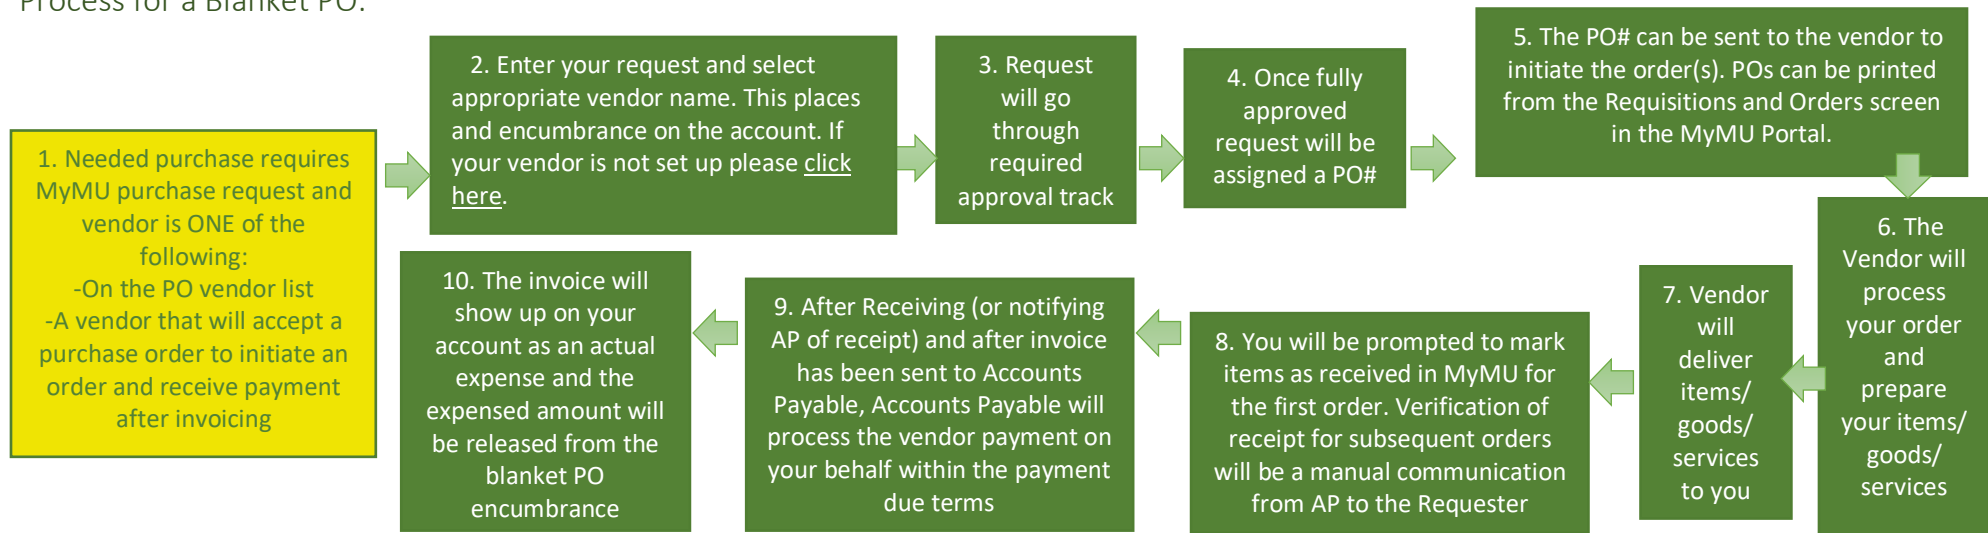 Process for a Blanket PO:
1. Needed purchase requires
MyMU purchase request and
vendor is ONE of the
following:
-On the PO vendor list
-A vendor that will accept a
purchase order to initiate an
order and receive payment
after invoicing
2. Enter your request and select
appropriate vendor name. This places
and encumbrance on the account. If
your vendor is not set up please click
here.
3. Request
will go
through
required
approval track
4. Once fully
approved
request will be
assigned a PO#
5. The PO# can be sent to the vendor to
initiate the order(s). POs can be printed
from the Requisitions and Orders screen
in the MyMU Portal.
6. The
Vendor will
process
your order
and
prepare
your items/
goods/
services
7. Vendor
will
deliver
items/
goods/
services
to you
8. You will be prompted to mark
items as received in MyMU for
the first order. Verification of
receipt for subsequent orders
will be a manual communication
from AP to the Requester
9. After Receiving (or notifying
AP of receipt) and after invoice
has been sent to Accounts
Payable, Accounts Payable will
process the vendor payment on
your behalf within the payment
due terms
10. The invoice will
show up on your
account as an actual
expense and the
expensed amount will
be released from the
blanket PO
encumbrance